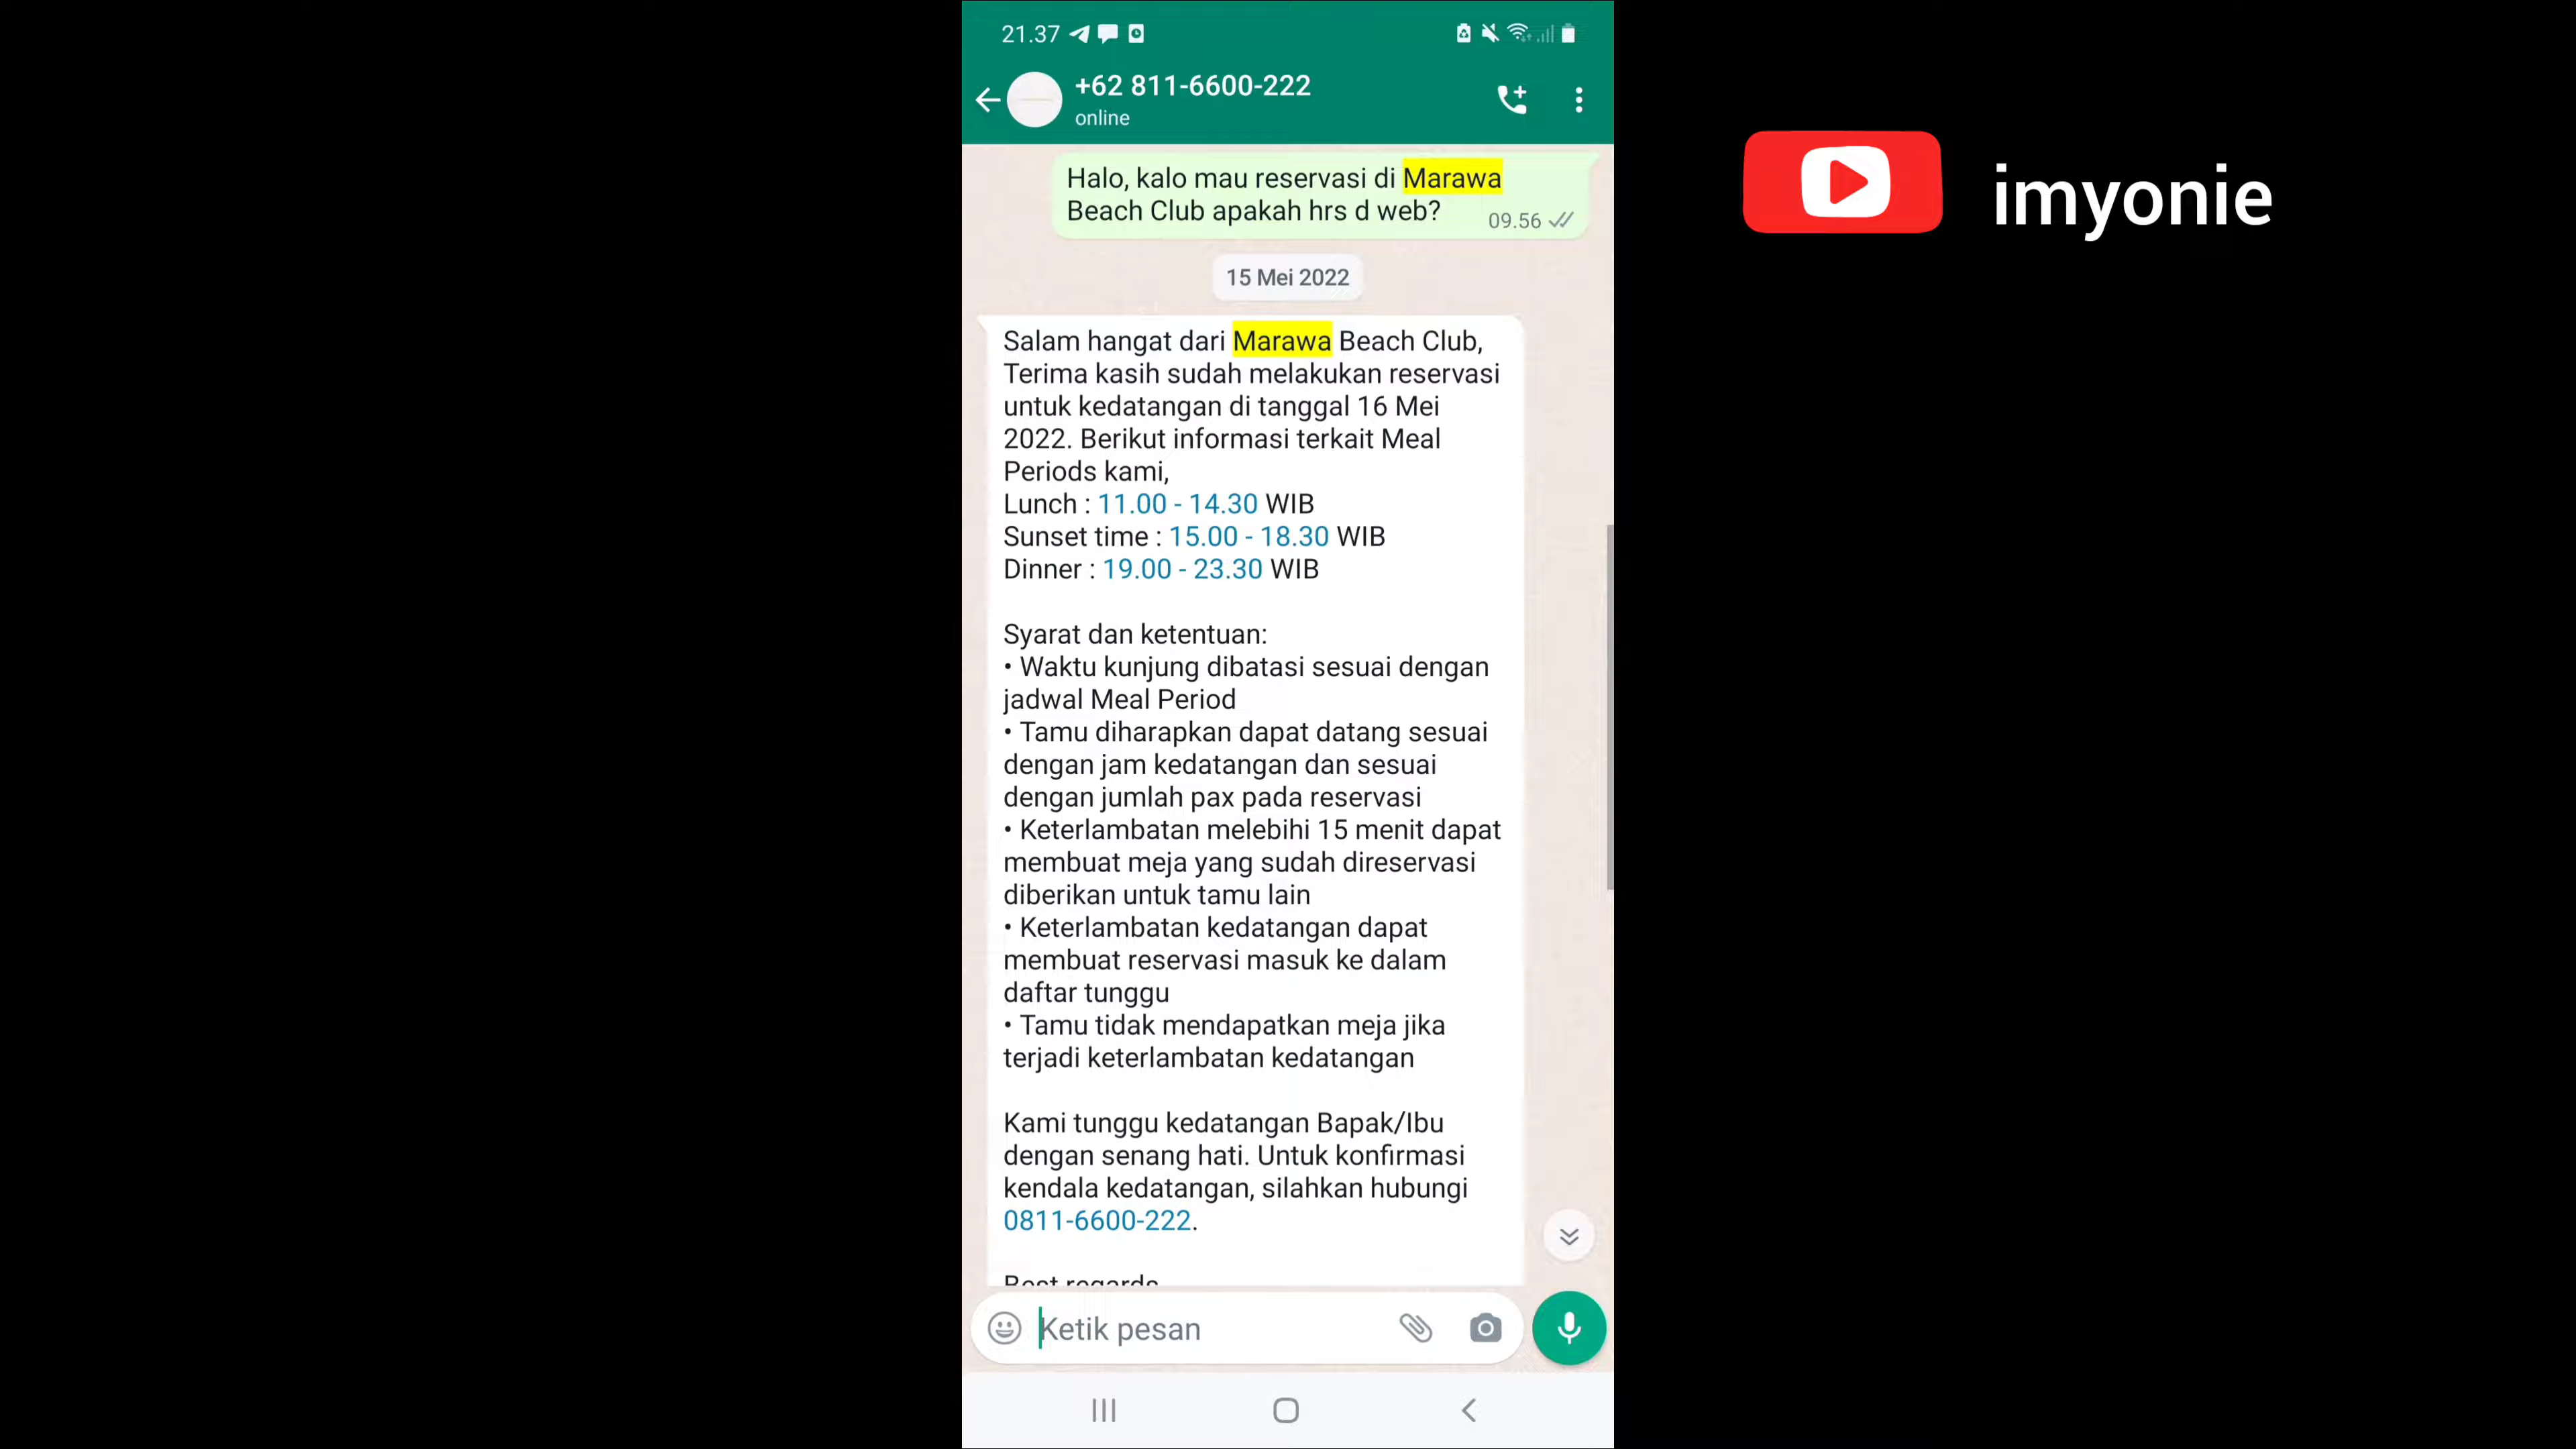 21.37
+62 811-6600-222
online
imyonie
Halo, kalo mau reservasi di Marawa
Beach Club apakah hrs d web?
09.56
15 Mei 2022
Salam hangat dari Marawa Beach Club,
Terima kasih sudah melakukan reservasi
untuk kedatangan di tanggal 16 Mei
2022. Berikut informasi terkait Meal
Periods kami,
Lunch : 11.00 - 14.30 WIB
Sunset time : 15.00 - 18.30 WIB
Dinner : 19.00 - 23.30 WIB
Syarat dan ketentuan:
• Waktu kunjung dibatasi sesuai dengan
jadwal Meal Period
• Tamu diharapkan dapat datang sesuai
dengan jam kedatangan dan sesuai
dengan jumlah pax pada reservasi
• Keterlambatan melebihi 15 menit dapat
membuat meja yang sudah direservasi
diberikan untuk tamu lain
• Keterlambatan kedatangan dapat
membuat reservasi masuk ke dalam
daftar tunggu
• Tamu tidak mendapatkan meja jika
terjadi keterlambatan kedatangan
Kami tunggu kedatangan Bapak/Ibu
dengan senang hati. Untuk konfirmasi
kendala kedatangan, silahkan hubungi
0811-6600-222.
Best regards
Ketik pesan